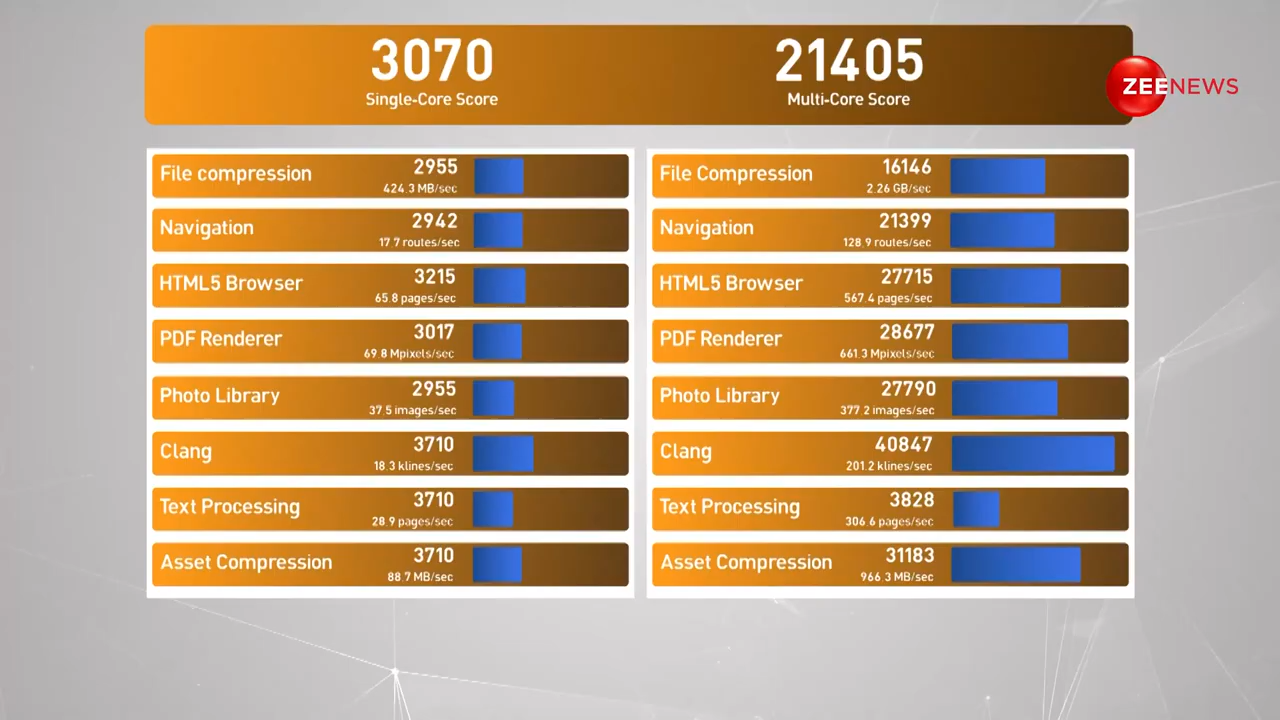 3070
Single-Core Score
21405
Multi-Core Score
ZEENEWS
File compression
2955
424.3 MB/sec
Navigation
2942
17.7 routes/sec
HTML5 Browser
3215
65.8 pages/sec
PDF Renderer
3017
69.8 Mpixels/sec
Photo Library
2955
37.5 images/sec
Clang
3710
18.3 klines/sec
Text Processing
3710
28.9 pages/sec
Asset Compression
3710
88.7 MB/sec
File Compression
16146
2.26 GB/sec
Navigation
21399
128.9 routes/sec
HTML5 Browser
27715
567.4 pages/sec
PDF Renderer
28677
661.3 Mpixels/sec
Photo Library
27790
377.2 images/sec
Clang
40847
201.2 klines/sec
Text Processing
3828
306.6 pages/sec
Asset Compression
31183
966.3 MB/sec